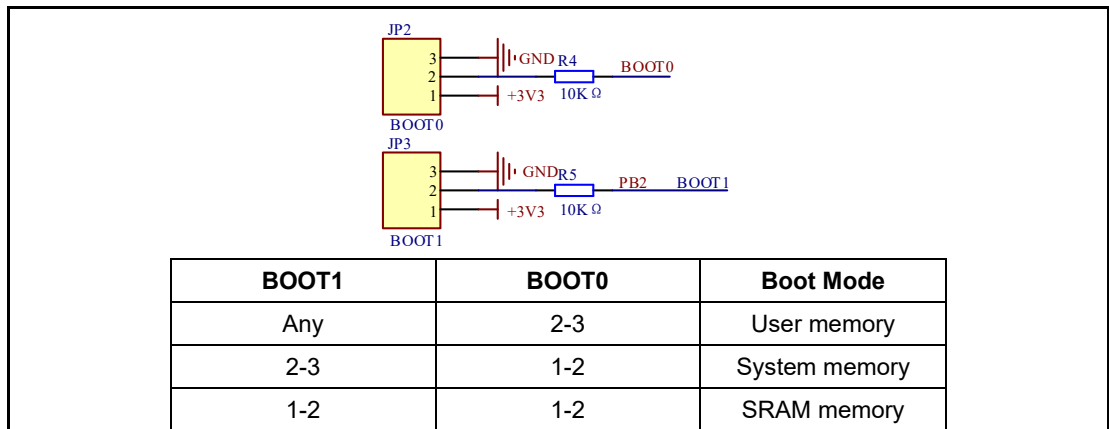 JP2
3 GND R4 BOOT0
2
1 +3V3 10K Ω
BOOT0
JP3
3 GND R5 PB2 BOOT1
2
1 +3V3 10K Ω
BOOT1
BOOT1 BOOT0 Boot Mode
Any 2-3 User memory
2-3 1-2 System memory
1-2 1-2 SRAM memory